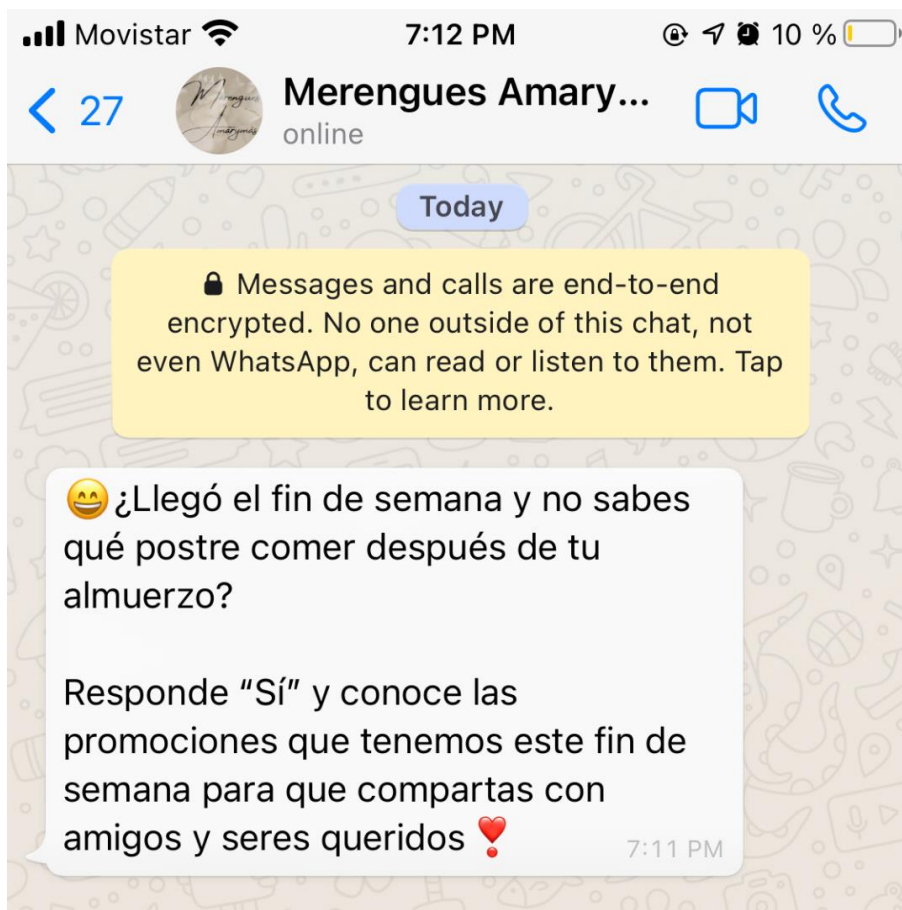 Movistar 7:12 PM 10 %
27 Merengues Amary...
online
Today
Messages and calls are end-to-end
encrypted. No one outside of this chat, not
even WhatsApp, can read or listen to them. Tap
to learn more.
😄¿Llegó el fin de semana y no sabes
qué postre comer después de tu
almuerzo?
Responde “Sí” y conoce las
promociones que tenemos este fin de
semana para que compartas con
amigos y seres queridos ❣️
7:11 PM